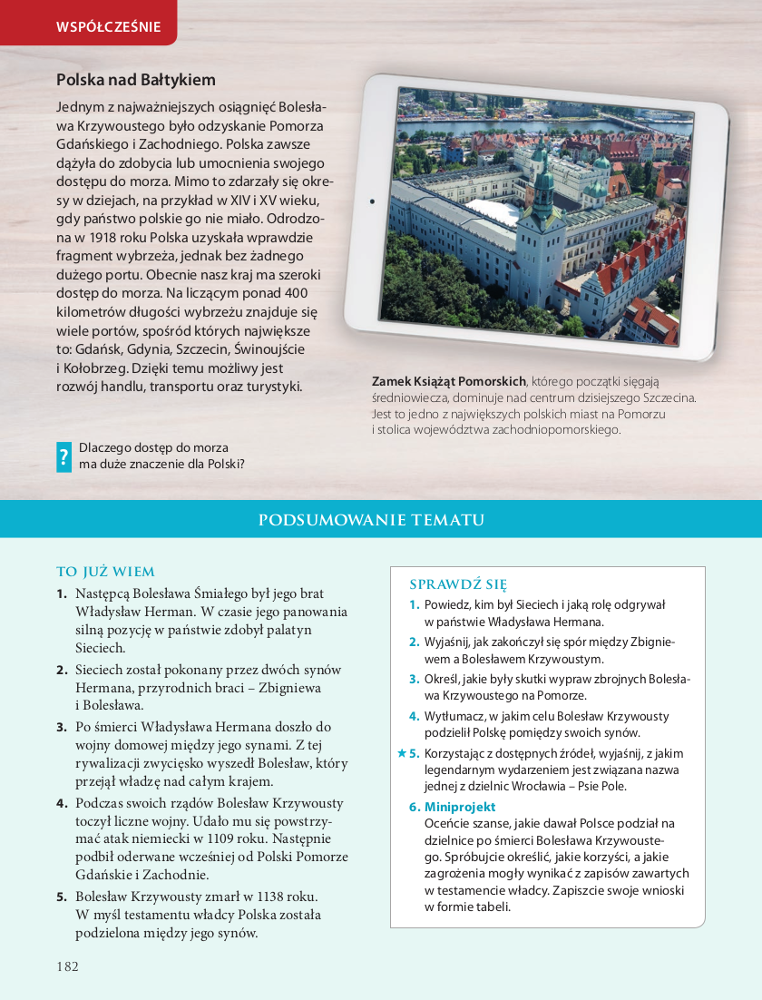 WSPÓŁCZEŚNIE
Polska nad Bałtykiem
Jednym z najważniejszych osiągnięć Bolesła-
wa Krzywoustego było odzyskanie Pomorza
Gdańskiego i Zachodniego. Polska zawsze
dążyła do zdobycia lub umocnienia swojego
dostępu do morza. Mimo to zdarzały się okre-
sy w dziejach, na przykład w XIV i XV wieku,
gdy państwo polskie go nie miało. Odrodzo-
na w 1918 roku Polska uzyskała wprawdzie
fragment wybrzeża, jednak bez żadnego
dużego portu. Obecnie nasz kraj ma szeroki
dostęp do morza. Na liczącym ponad 400
kilometrów długości wybrzeżu znajduje się
wiele portów, spośród których największe
to: Gdańsk, Gdynia, Szczecin, Świnoujście
i Kołobrzeg. Dzięki temu możliwy jest
rozwój handlu, transportu oraz turystyki.
Zamek Książąt Pomorskich, którego początki sięgają
średniowiecza, dominuje nad centrum dzisiejszego Szczecina.
Jest to jedno z największych polskich miast na Pomorzu
i stolica województwa zachodniopomorskiego.
? Dlaczego dostęp do morza
ma duże znaczenie dla Polski?
PODSUMOWANIE TEMATU
TO JUŻ WIEM
1. Następcą Bolesława Śmiałego był jego brat
Władysław Herman. W czasie jego panowania
silną pozycję w państwie zdobył palatyn
Sieciech.
2. Sieciech został pokonany przez dwóch synów
Hermana, przyrodnich braci – Zbigniewa
i Bolesława.
3. Po śmierci Władysława Hermana doszło do
wojny domowej między jego synami. Z tej
rywalizacji zwycięsko wyszedł Bolesław, który
przejął władzę nad całym krajem.
4. Podczas swoich rządów Bolesław Krzywousty
toczył liczne wojny. Udało mu się powstrzy-
mać atak niemiecki w 1109 roku. Następnie
podbił oderwane wcześniej od Polski Pomorze
Gdańskie i Zachodnie.
5. Bolesław Krzywousty zmarł w 1138 roku.
W myśl testamentu władcy Polska została
podzielona między jego synów.
SPRAWDŹ SIĘ
1. Powiedz, kim był Sieciech i jaką rolę odgrywał
w państwie Władysława Hermana.
2. Wyjaśnij, jak zakończył się spór między Zbignie-
wem a Bolesławem Krzywoustym.
3. Określ, jakie były skutki wypraw zbrojnych Bolesła-
wa Krzywoustego na Pomorze.
4. Wytłumacz, w jakim celu Bolesław Krzywousty
podzielił Polskę pomiędzy swoich synów.
★ 5. Korzystając z dostępnych źródeł, wyjaśnij, z jakim
legendarnym wydarzeniem jest związana nazwa
jednej z dzielnic Wrocławia – Psie Pole.
6. Miniprojekt
Oceńcie szanse, jakie dawał Polsce podział na
dzielnice po śmierci Bolesława Krzywouste-
go. Spróbujcie określić, jakie korzyści, a jakie
zagrożenia mogły wynikać z zapisów zawartych
w testamencie władcy. Zapiszcie swoje wnioski
w formie tabeli.
182